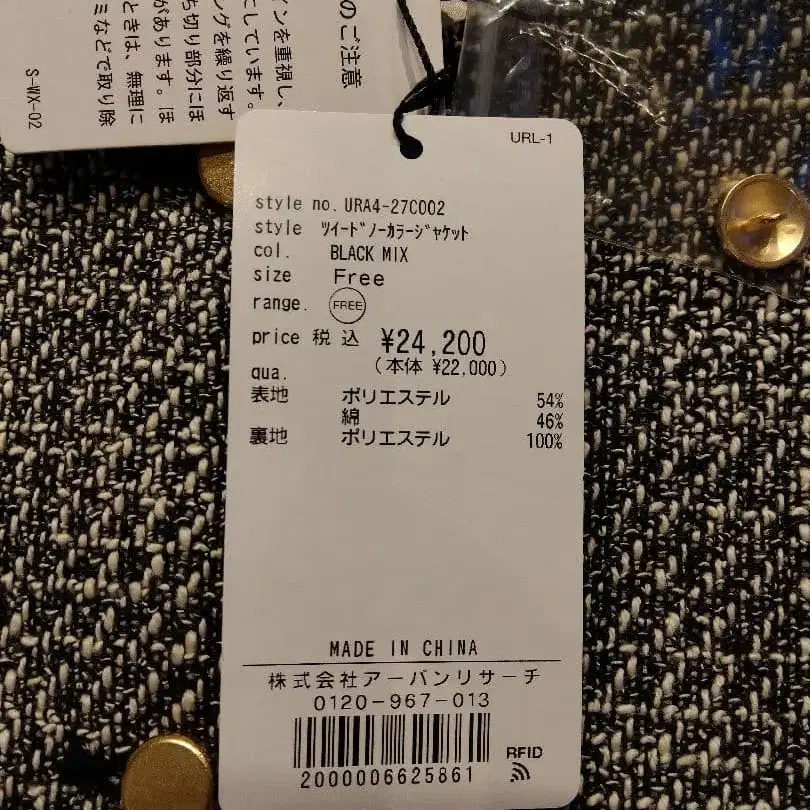 のご注意
インを重視し、
にしています。
ングを繰り返す
があります。ほ
ち切り部分には
ときは、無理に
ミなどで取り除
S-WX-02
URL-1
style no. URA4-27C002
style ﾂｲｰﾄﾞﾉｰｶﾗｰｼﾞｬｹｯﾄ
col. BLACK MIX
size Free
range. FREE
price 税込 ¥24,200
(本体 ¥22,000)
qua.
表地 ポリエステル 54%
綿 46%
裏地 ポリエステル 100%
MADE IN CHINA
株式会社アーバンリサーチ
0120-967-013
RFID
2000006625861